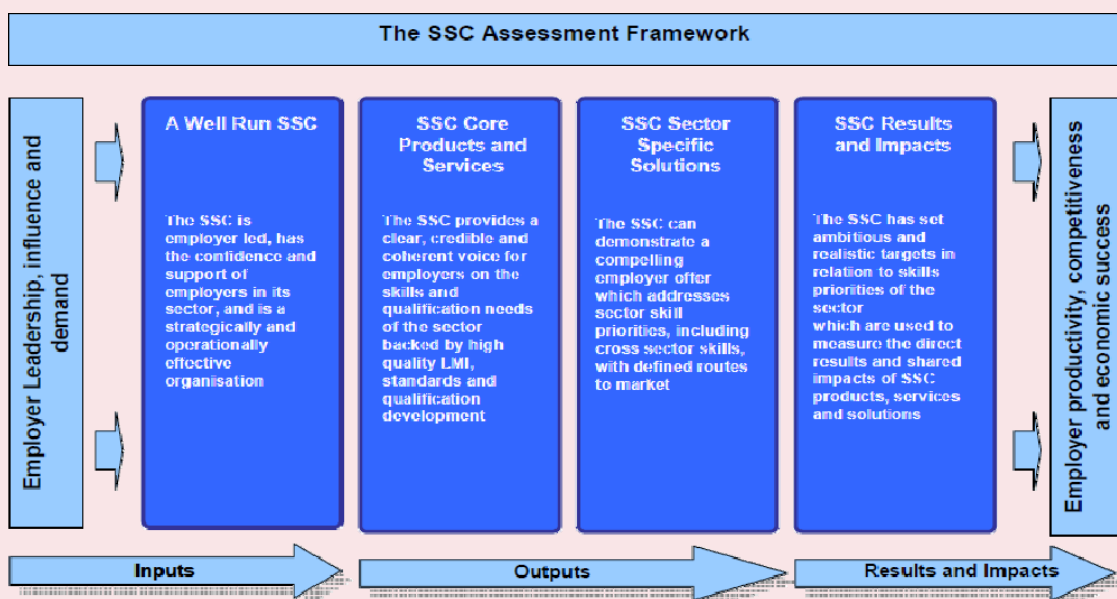 The SSC Assessment Framework
Employer Leadership, influence and
demand
A Well Run SSC
The SSC is
employer led, has
the confidence and
support of
employers in its
sector, and is a
strategically and
operationally
effective
organisation
SSC Core
Products and
Services
The SSC provides a
clear, credible and
coherent voice for
employers on the
skills and
qualification needs
of the sector
backed by high
quality LMI,
standards and
qualification
development
SSC Sector
Specific
Solutions
The SSC can
demonstrate a
compelling
employer offer
which addresses
sector skill
priorities, including
cross sector skills,
with defined routes
to market
SSC Results
and Impacts
The SSC has set
ambitious and
realistic targets in
relation to skills
priorities of the
sector
which are used to
measure the direct
results and shared
impacts of SSC
products, services
and solutions
Employer productivity, competitiveness
and economic success
Inputs
Outputs
Results and Impacts